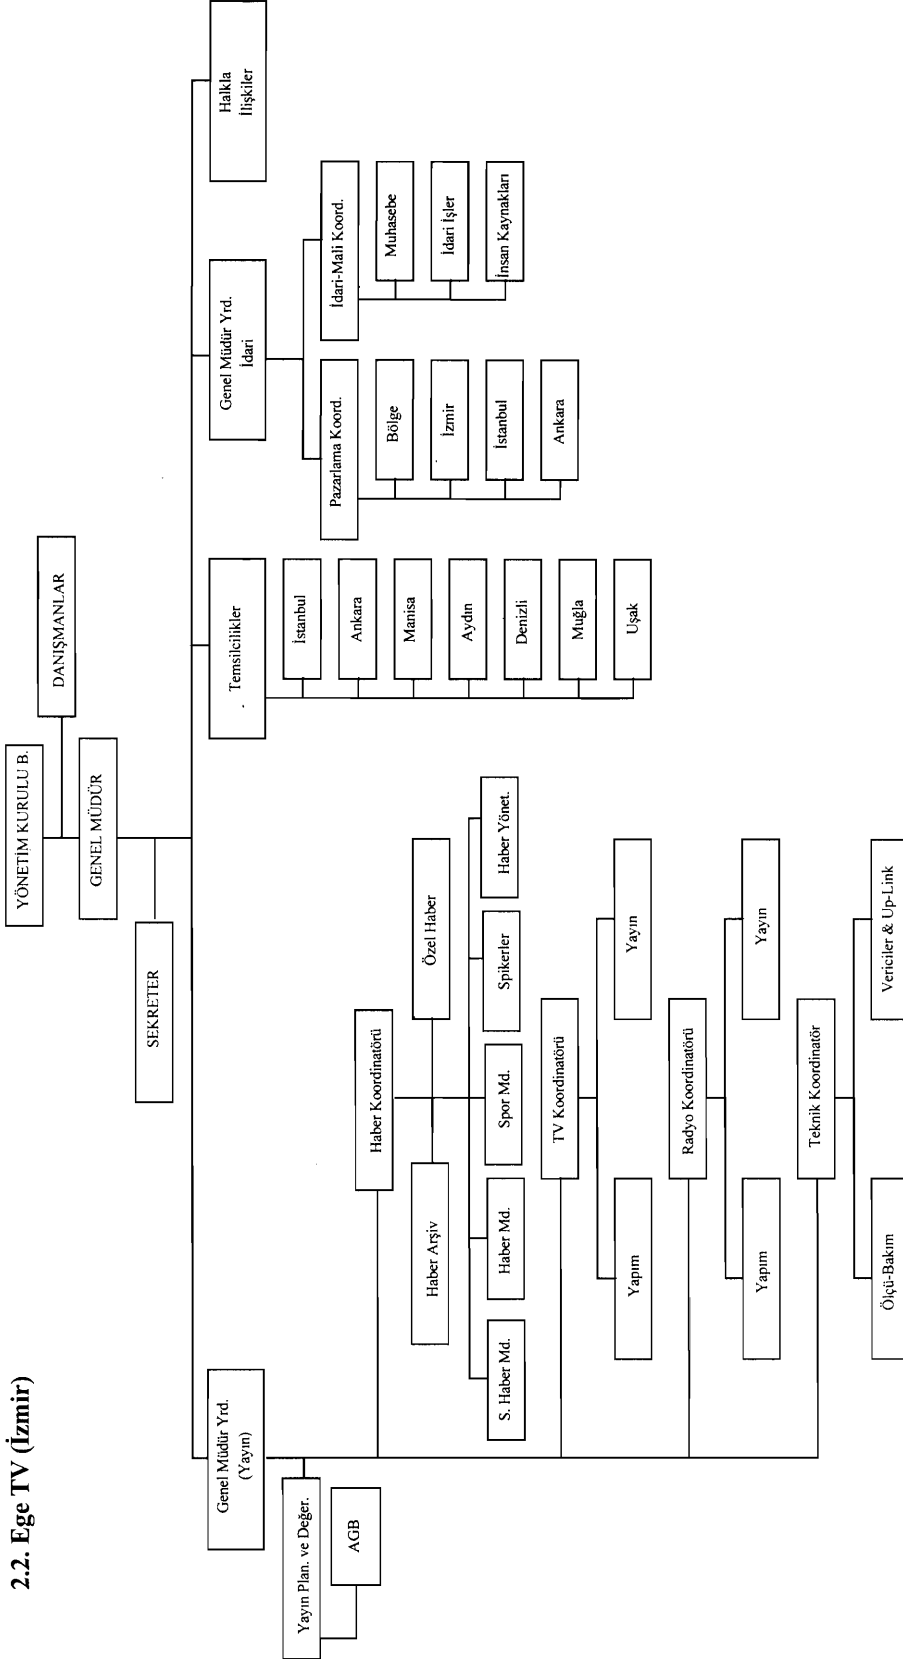 2.2. Ege TV (İzmir)
YÖNETİM KURULU B.
DANIŞMANLAR
GENEL MÜDÜR
SEKRETER
Genel Müdür Yrd.
(Yayın)
Temsilcilikler
Genel Müdür Yrd.
İdari
Halkla
İlişkiler
Yayın Plan. ve Değer.
AGB
Haber Koordinatörü
Haber Arşiv
Özel Haber
S. Haber Md.
Haber Md.
Spor Md.
Spikerler
Haber Yönet.
TV Koordinatörü
Yapım
Yayın
Radyo Koordinatörü
Yapım
Yayın
Teknik Koordinatör
Ölçü-Bakım
Vericiler & Up-Link
İstanbul
Ankara
Manisa
Aydın
Denizli
Muğla
Uşak
Pazarlama Koord.
Bölge
İzmir
İstanbul
Ankara
İdari-Mali Koord.
Muhasebe
İdari İşler
İnsan Kaynakları